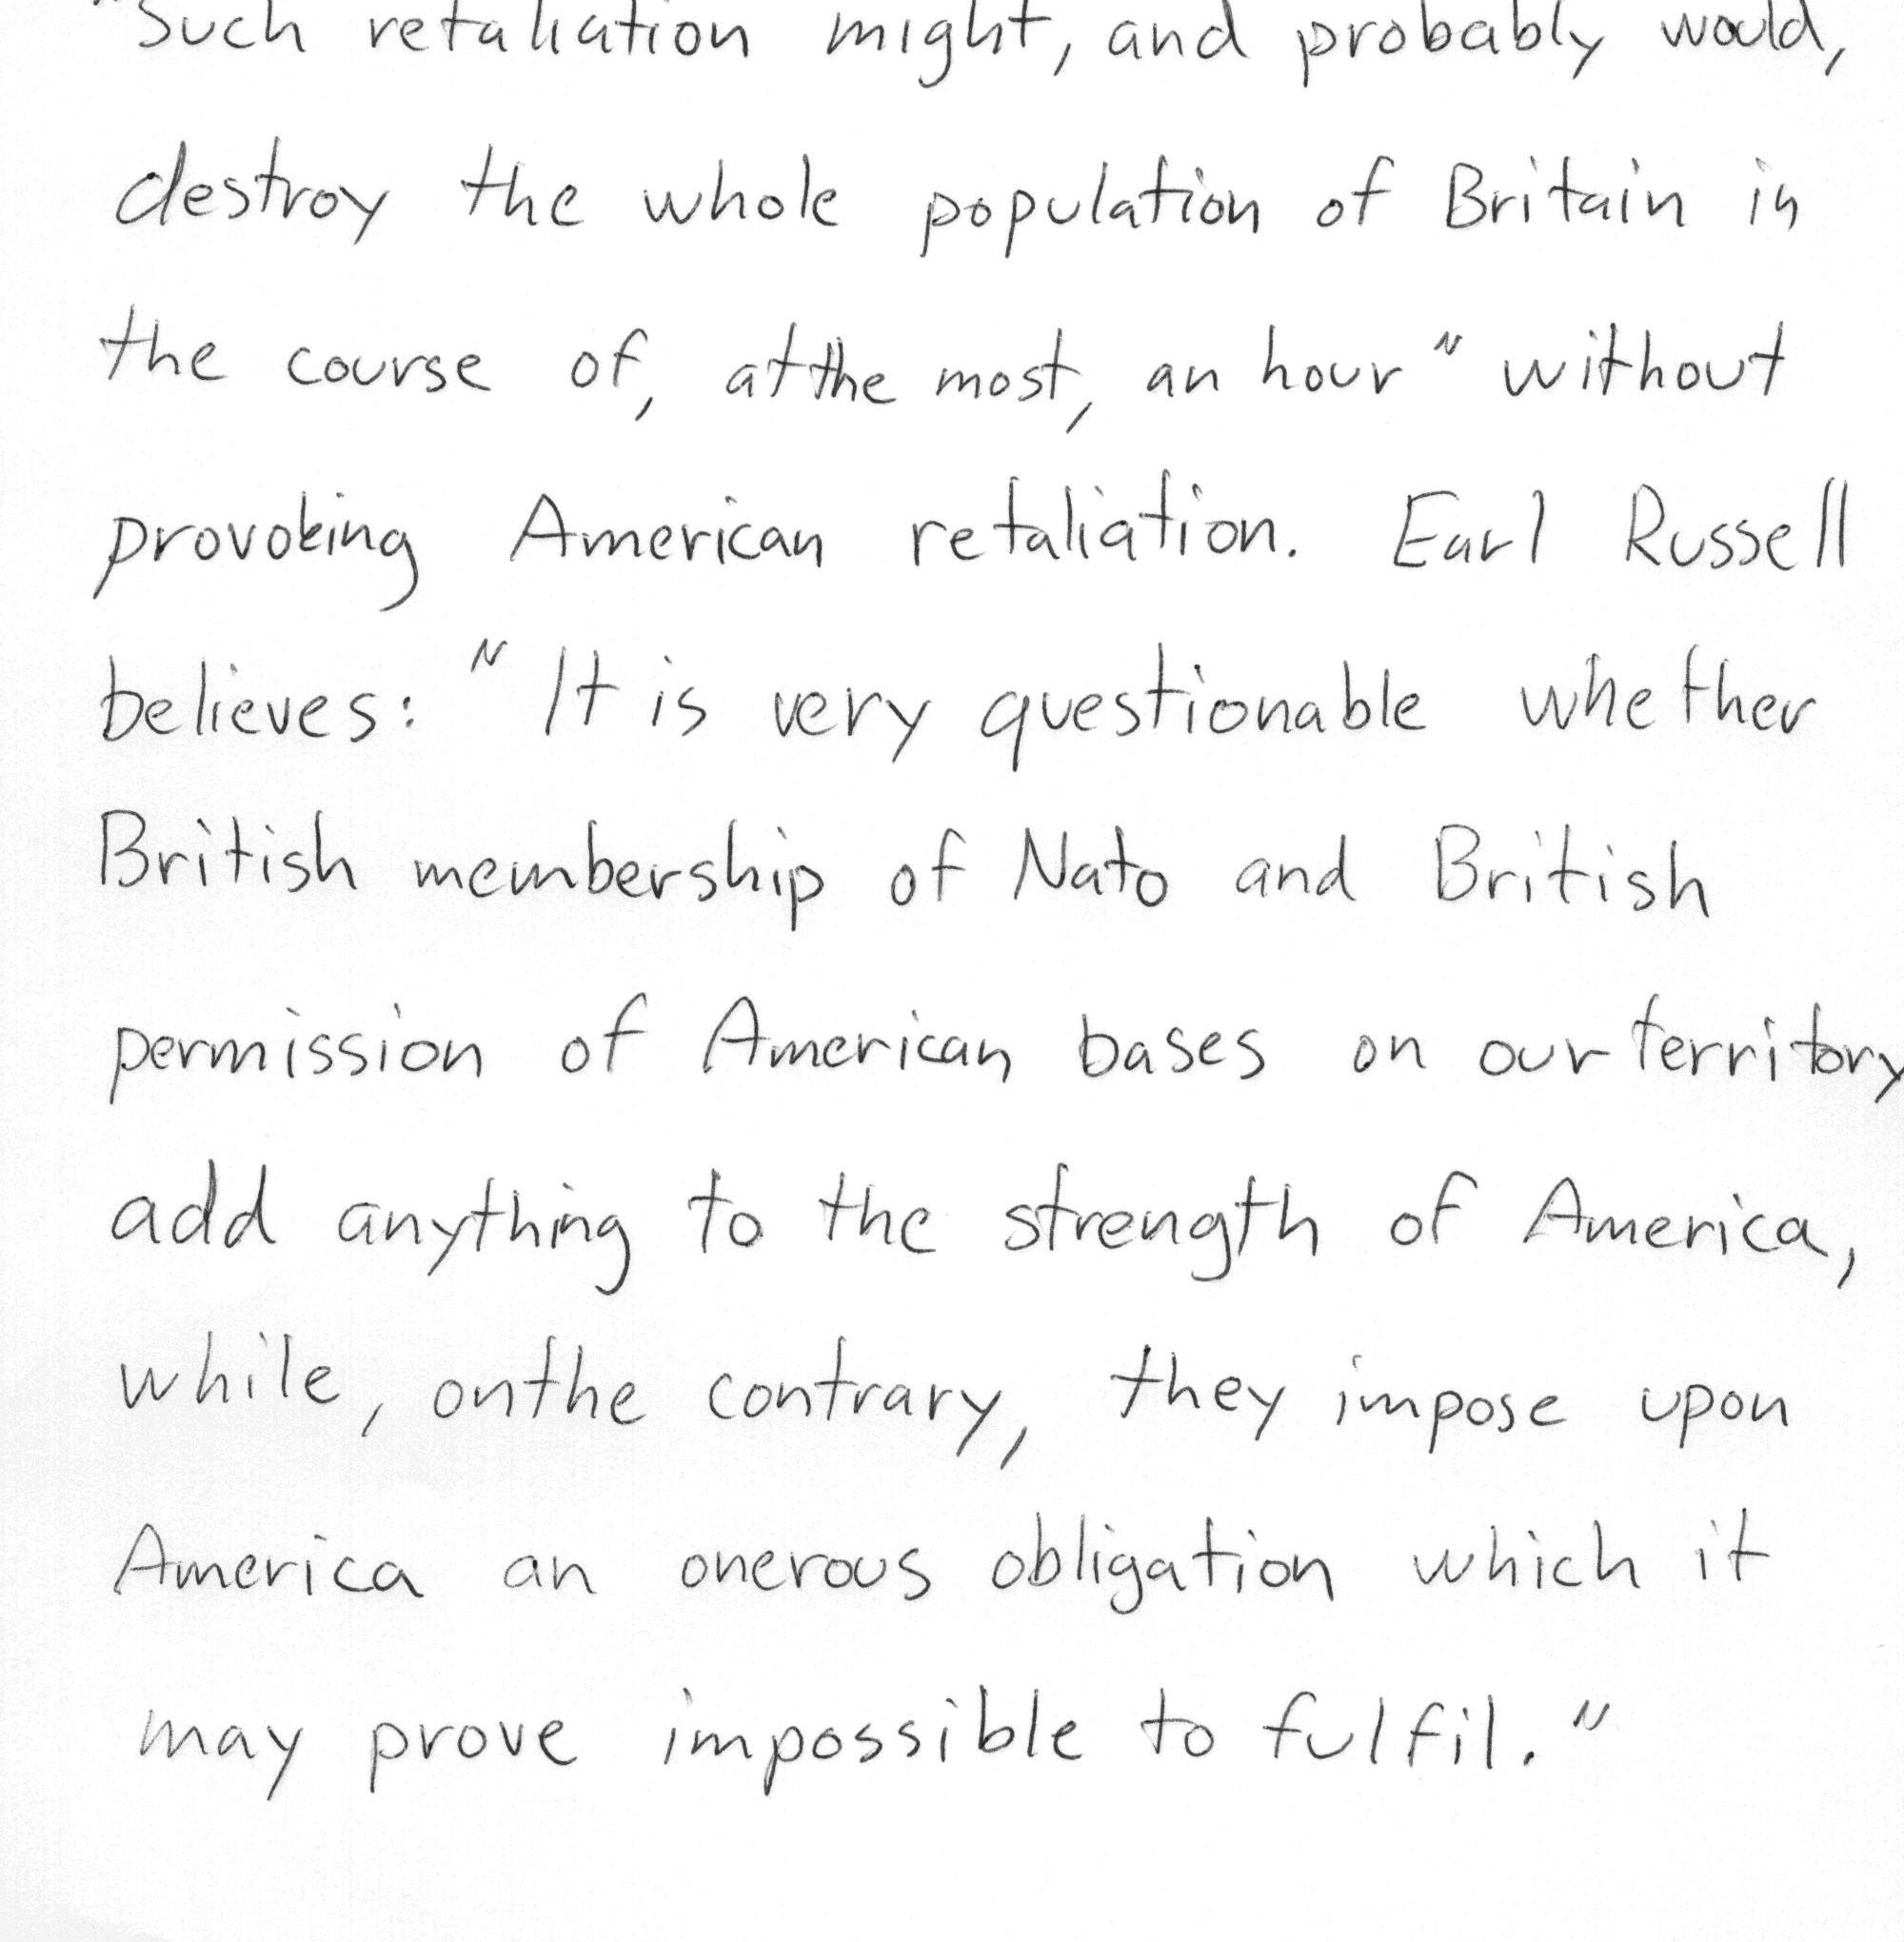 "Such retaliation might, and probably would,
destroy the whole population of Britain in
the course of, at the most, an hour" without
provoking American retaliation. Earl Russell
believes: "It is very questionable whether
British membership of Nato and British
permission of American bases on our territory
add anything to the strength of America,
while, on the contrary, they impose upon
America an onerous obligation which it
may prove impossible to fulfil."